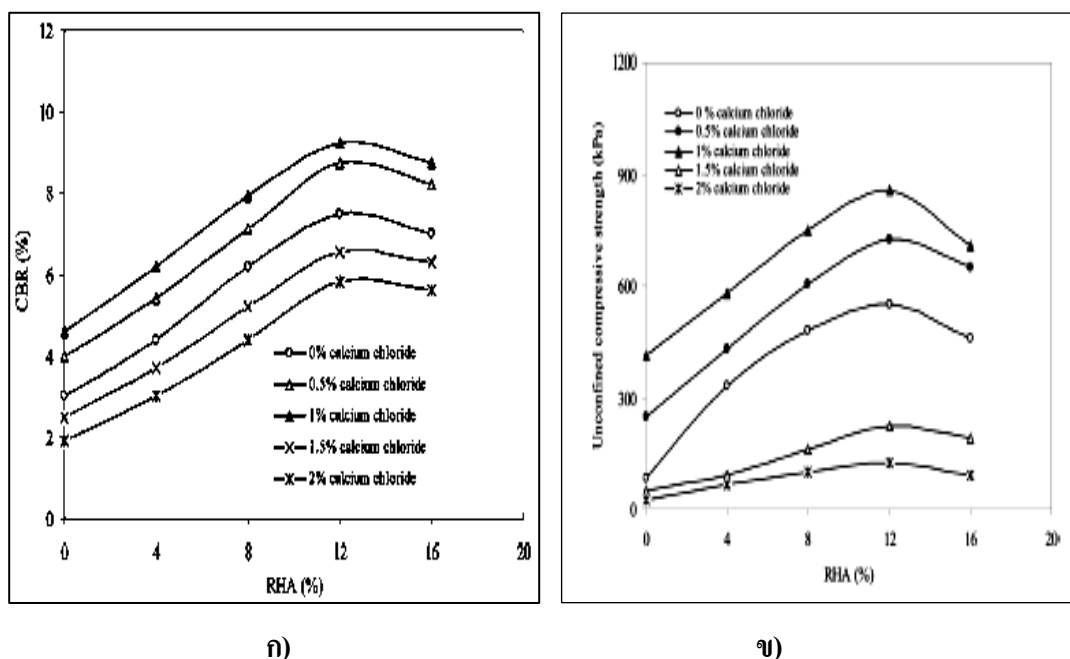 12
10
8
6
4
2
0
CBR (%)
0% calcium chloride
0.5% calcium chloride
1% calcium chloride
1.5% calcium chloride
2% calcium chloride
0 4 8 12 16 20
RHA (%)
ก)
1200
900
600
300
0
Unconfined compressive strength (kPa)
0 % calcium chloride
0.5% calcium chloride
1% calcium chloride
1.5% calcium chloride
2% calcium chloride
0 4 8 12 16 20
RHA (%)
ข)